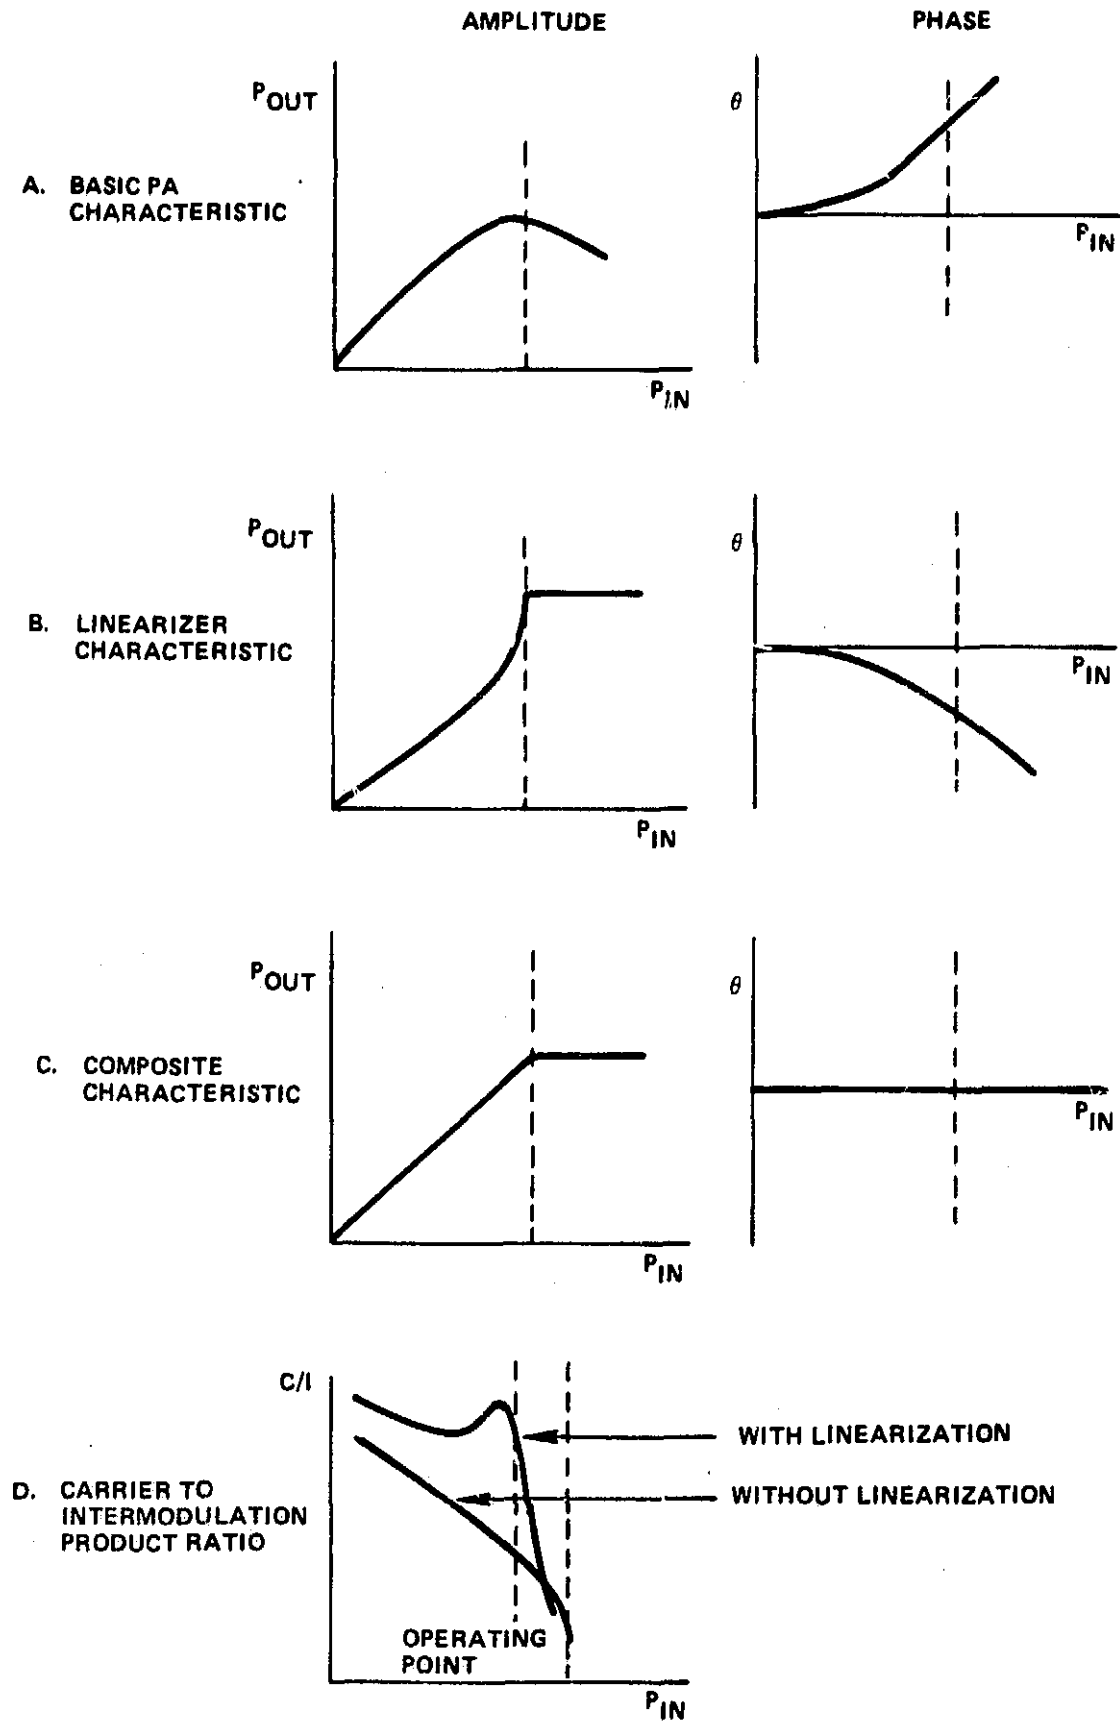 AMPLITUDE
PHASE
A. BASIC PA
CHARACTERISTIC
POUT
PIN
θ
PIN
B. LINEARIZER
CHARACTERISTIC
POUT
PIN
θ
PIN
C. COMPOSITE
CHARACTERISTIC
POUT
PIN
θ
PIN
D. CARRIER TO
INTERMODULATION
PRODUCT RATIO
C/I
WITH LINEARIZATION
WITHOUT LINEARIZATION
OPERATING
POINT
PIN